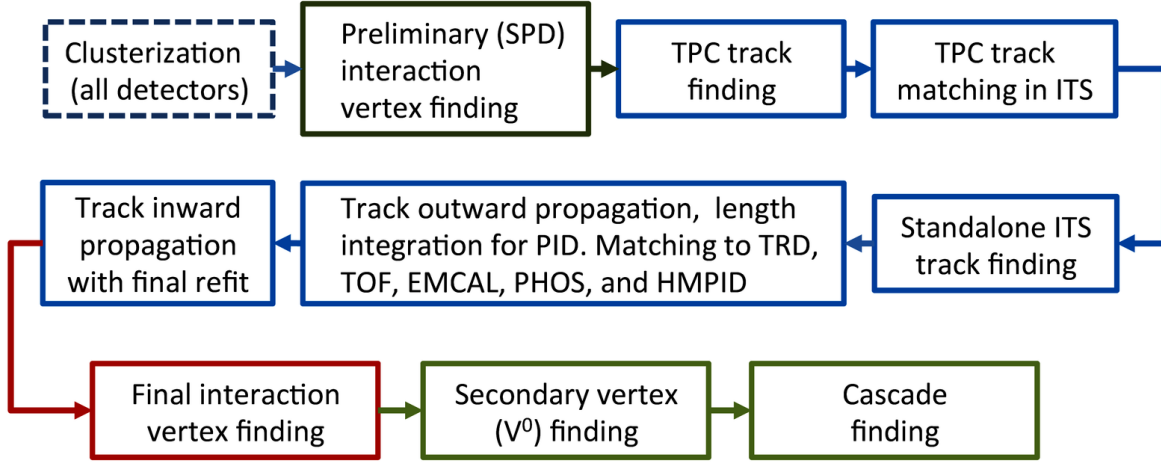 Clusterization
(all detectors)
Preliminary (SPD)
interaction
vertex finding
TPC track
finding
TPC track
matching in ITS
Standalone ITS
track finding
Track outward propagation, length
integration for PID. Matching to TRD,
TOF, EMCAL, PHOS, and HMPID
Track inward
propagation
with final refit
Final interaction
vertex finding
Secondary vertex
(V⁰) finding
Cascade
finding